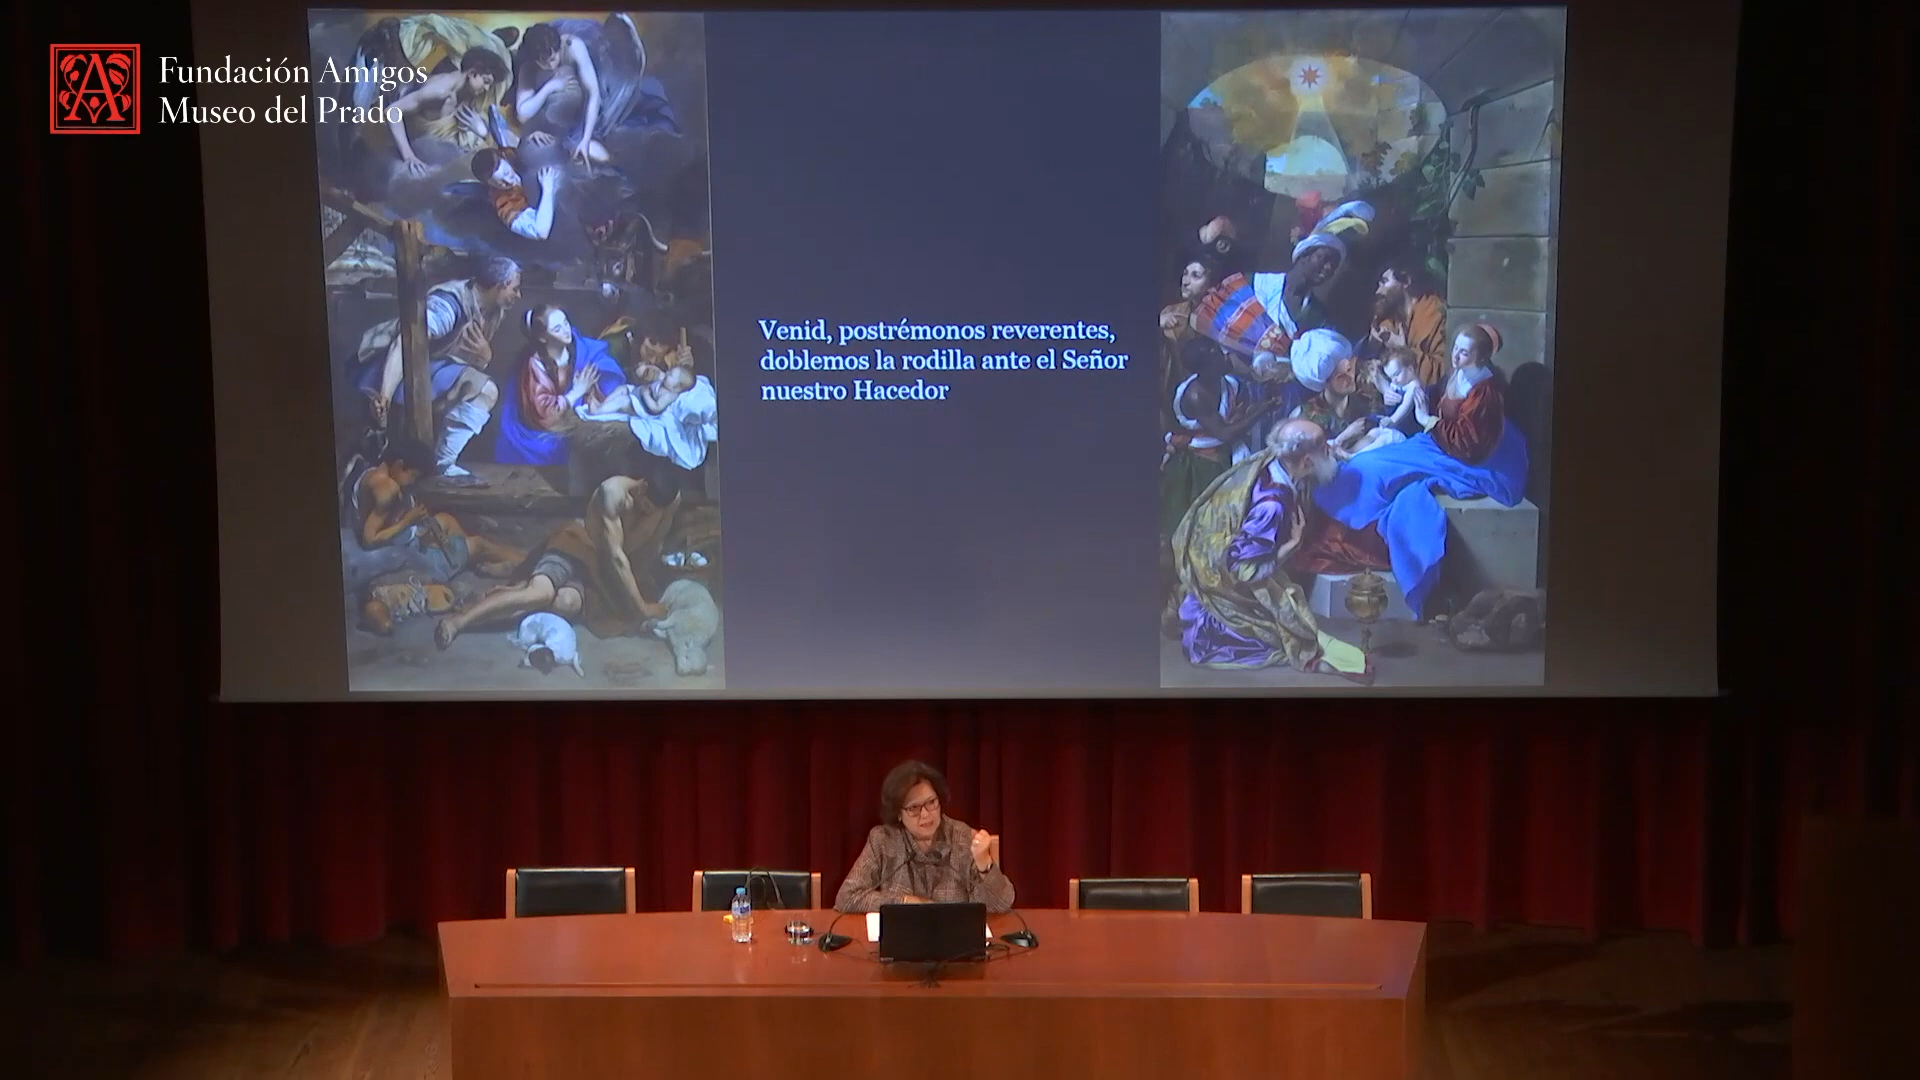 Fundación Amigos
Museo del Prado
Venid, postrémonos reverentes,
doblemos la rodilla ante el Señor
nuestro Hacedor